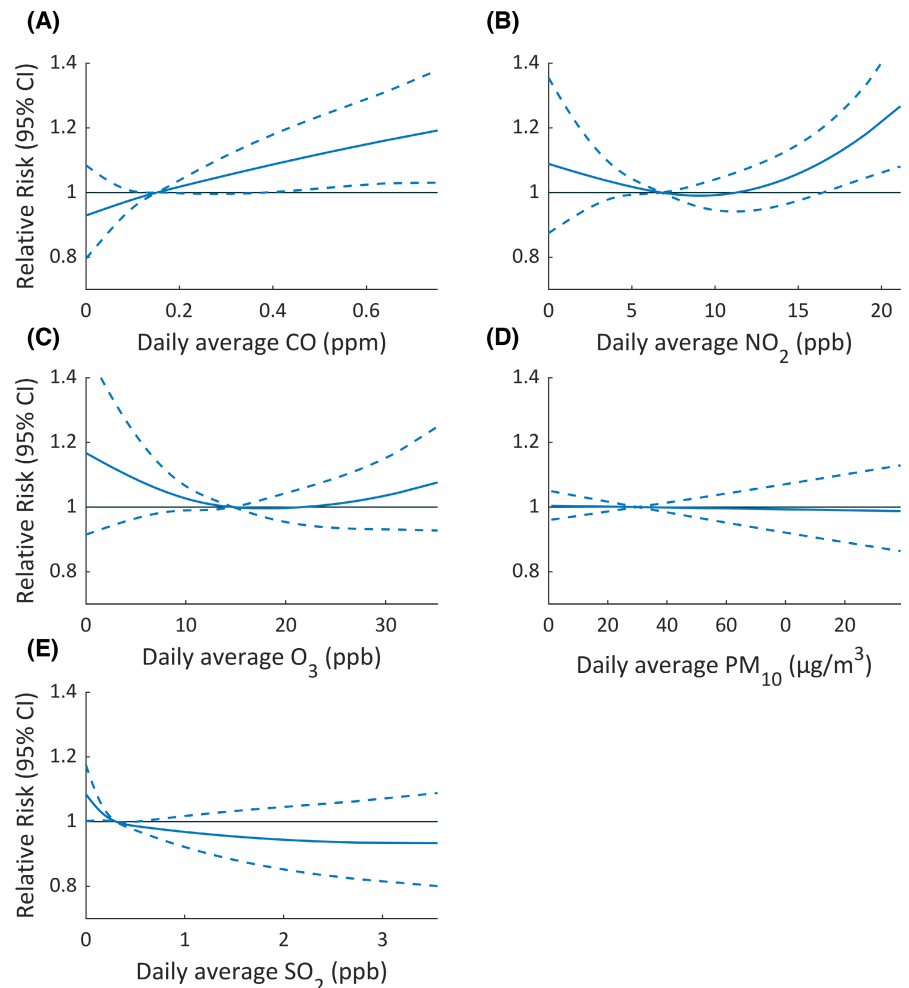 (A)
Relative Risk (95% CI)
1.4
1.2
1
0.8
0 0.2 0.4 0.6
Daily average CO (ppm)
(B)
1.4
1.2
1
0.8
0 5 10 15 20
Daily average NO2 (ppb)
(C)
Relative Risk (95% CI)
1.4
1.2
1
0.8
0 10 20 30
Daily average O3 (ppb)
(D)
1.4
1.2
1
0.8
0 20 40 60 0 20
Daily average PM10 (µg/m³)
(E)
Relative Risk (95% CI)
1.4
1.2
1
0.8
0 1 2 3
Daily average SO2 (ppb)